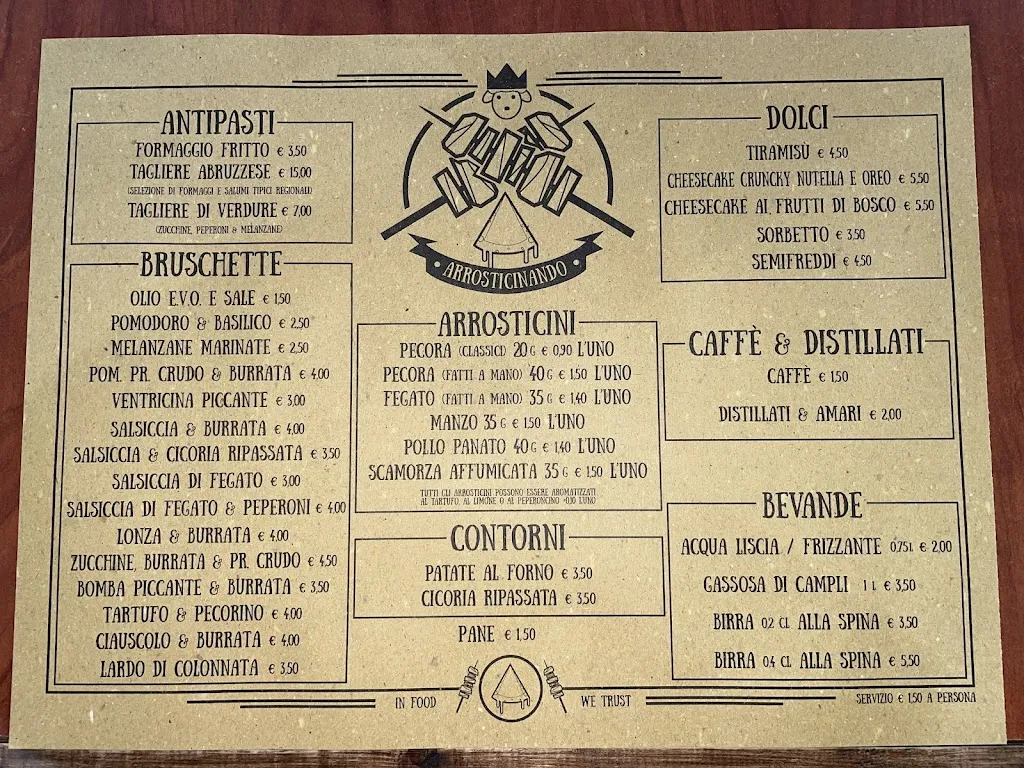 ANTIPASTI
FORMAGGIO FRITTO € 3,50
TAGLIERE ABRUZZESE € 15,00
(SELEZIONE DI FORMAGGI E SALUMI TIPICI REGIONALI)
TAGLIERE DI VERDURE € 7,00
(ZUCCHINE, PEPERONI & MELANZANE)
BRUSCHETTE
OLIO E.V.O. E SALE € 1,50
POMODORO & BASILICO € 2,50
MELANZANE MARINATE € 2,50
POM. PR. CRUDO & BURRATA € 4,00
VENTRICINA PICCANTE € 3,00
SALSICCIA & BURRATA € 4,00
SALSICCIA & CICORIA RIPASSATA € 3,50
SALSICCIA DI FEGATO € 3,00
SALSICCIA DI FEGATO & PEPERONI € 4,00
LONZA & BURRATA € 4,00
ZUCCHINE, BURRATA & PR. CRUDO € 4,50
BOMBA PICCANTE & BURRATA € 3,50
TARTUFO & PECORINO € 4,00
CIAUSCOLO & BURRATA € 4,00
LARDO DI COLONNATA € 3,50
ARROSTICINANDO
ARROSTICINI
PECORA (CLASSICI) 20 G € 0,90 L'UNO
PECORA (FATTI A MANO) 40 G € 1,50 L'UNO
FEGATO (FATTI A MANO) 35 G € 1,40 L'UNO
MANZO 35 G € 1,50 L'UNO
POLLO PANATO 40 G € 1,40 L'UNO
SCAMORZA AFFUMICATA 35 G € 1,50 L'UNO
TUTTI GLI ARROSTICINI POSSONO ESSERE AROMATIZZATI
AL TARTUFO, AL LIMONE O AL PEPERONCINO +0,10 L'UNO
CONTORNI
PATATE AL FORNO € 3,50
CICORIA RIPASSATA € 3,50
PANE € 1,50
IN FOOD WE TRUST
DOLCI
TIRAMISÙ € 4,50
CHEESECAKE CRUNCKY NUTELLA E OREO € 5,50
CHEESECAKE AI FRUTTI DI BOSCO € 5,50
SORBETTO € 3,50
SEMIFREDDI € 4,50
CAFFÈ & DISTILLATI
CAFFÈ € 1,50
DISTILLATI & AMARI € 2,00
BEVANDE
ACQUA LISCIA / FRIZZANTE 0,75 L € 2,00
GASSOSA DI CAMPLI 1 L € 3,50
BIRRA 0,2 CL ALLA SPINA € 3,50
BIRRA 0,4 CL ALLA SPINA € 5,50
SERVIZIO € 1,50 A PERSONA